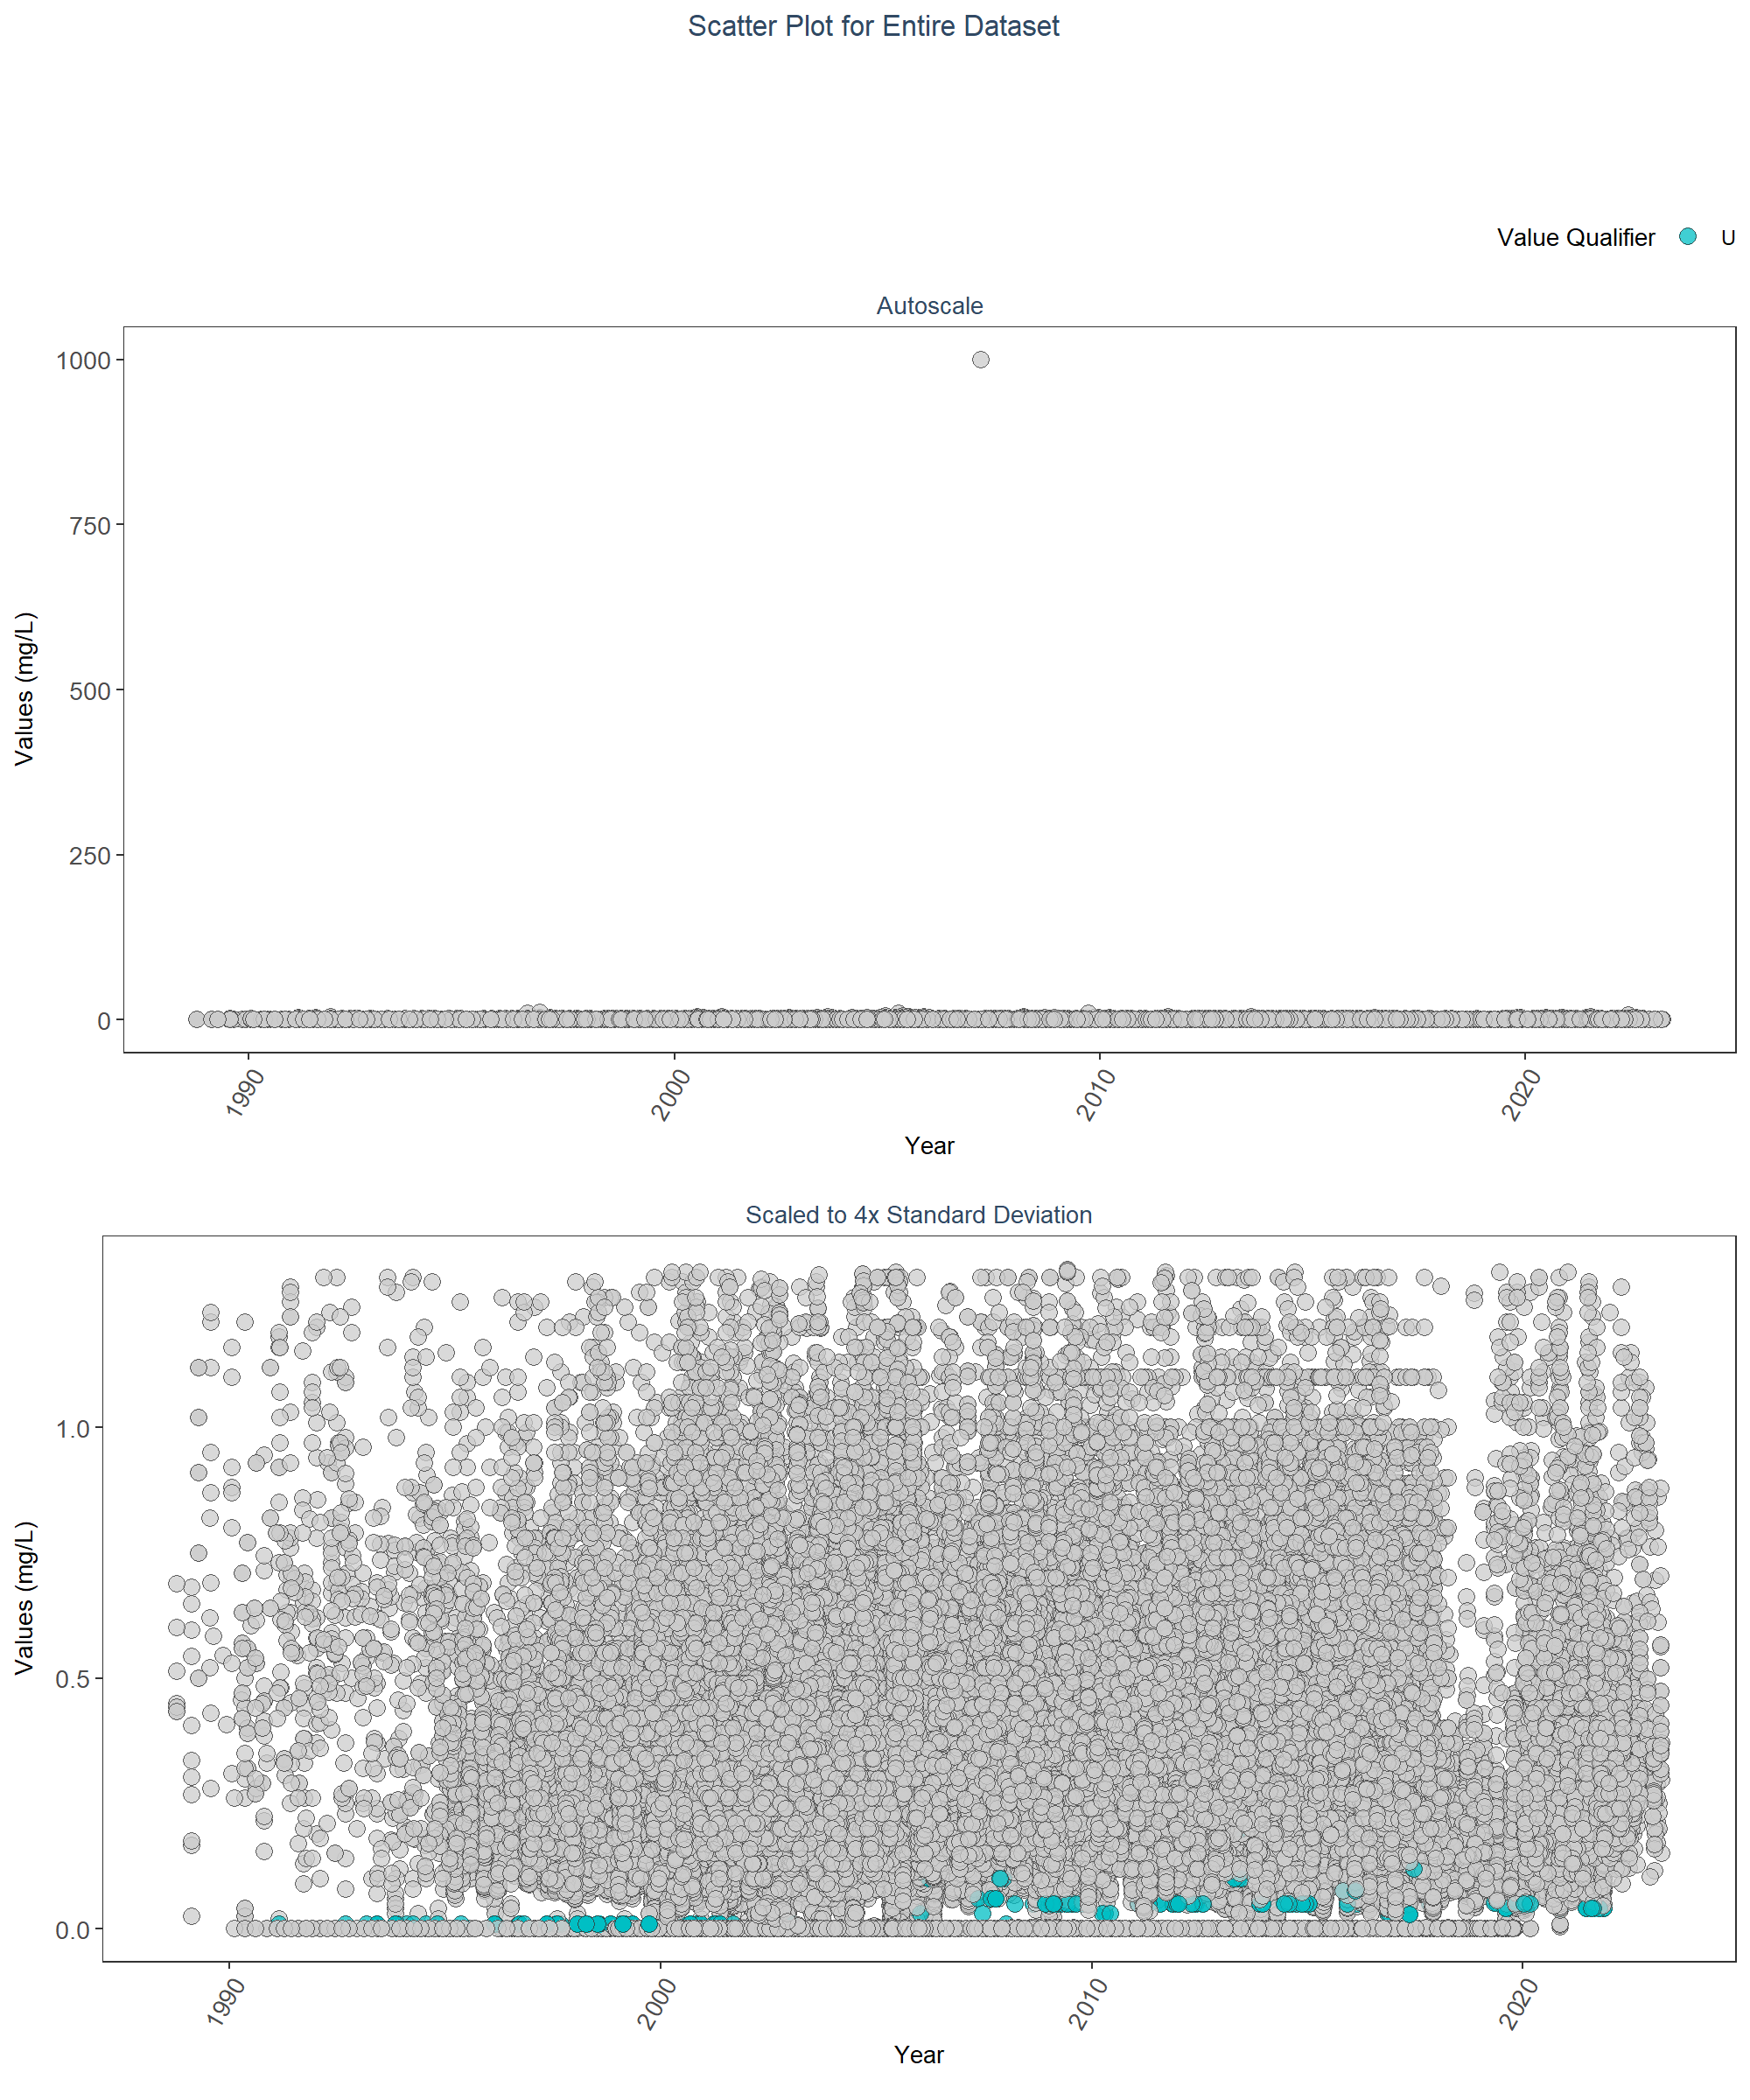 Scatter Plot for Entire Dataset
Value Qualifier U
Autoscale
1000
750
500
250
0
Values (mg/L)
1990 2000 2010 2020
Year
Scaled to 4x Standard Deviation
1.0
0.5
0.0
Values (mg/L)
1990 2000 2010 2020
Year